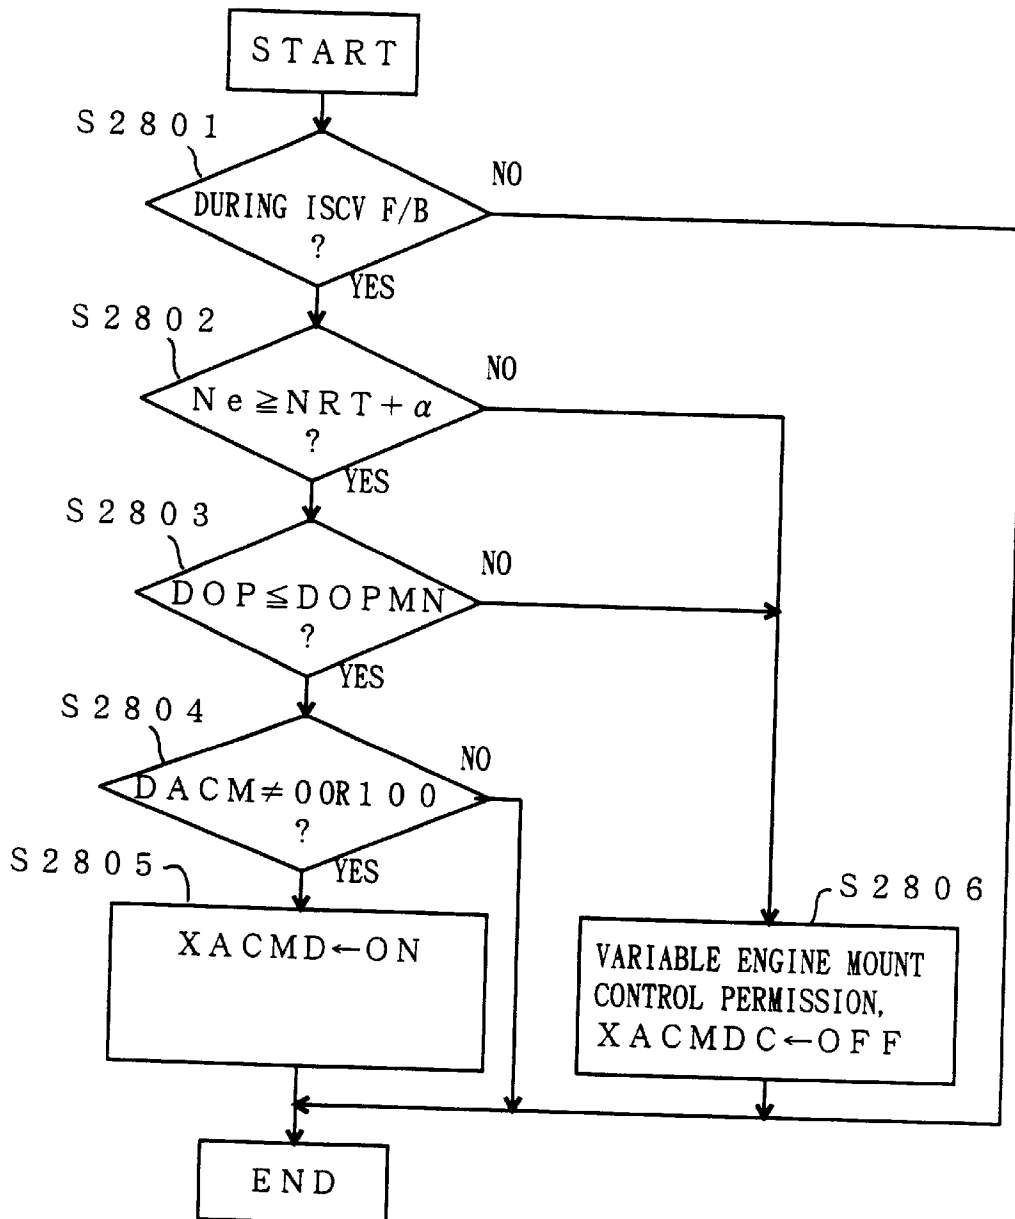 START
S2801
NO
DURING ISCV F/B
?
YES
S2802
NO
Ne≧NRT+α
?
YES
S2803
NO
DOP≦DOPMN
?
YES
S2804
NO
DACM≠00R100
?
YES
S2805
XACMD←ON
S2806
VARIABLE ENGINE MOUNT
CONTROL PERMISSION,
XACMDC←OFF
END